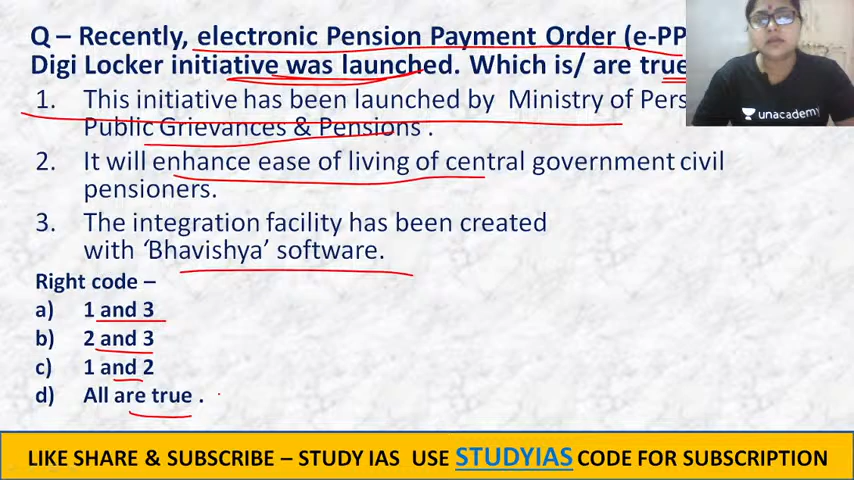 Q – Recently, electronic Pension Payment Order (e-PP
Digi Locker initiative was launched. Which is/ are true
1. This initiative has been launched by Ministry of Pers
Public Grievances & Pensions .
2. It will enhance ease of living of central government civil
pensioners.
3. The integration facility has been created
with ‘Bhavishya’ software.
Right code –
a) 1 and 3
b) 2 and 3
c) 1 and 2
d) All are true .
unacademy
LIKE SHARE & SUBSCRIBE – STUDY IAS USE STUDYIAS CODE FOR SUBSCRIPTION